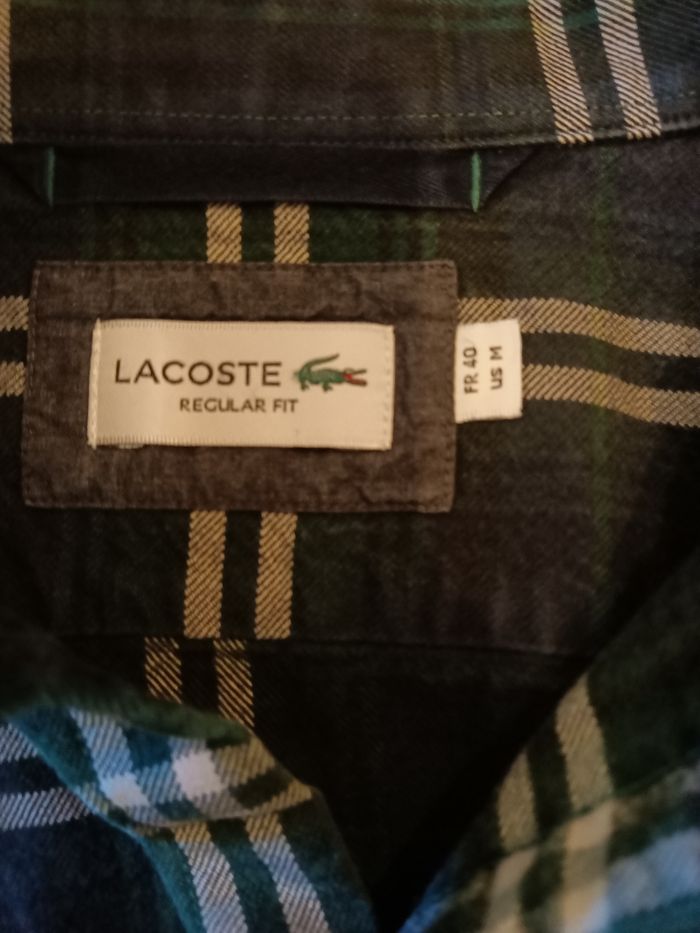 LACOSTE
REGULAR FIT
FR 40
US M